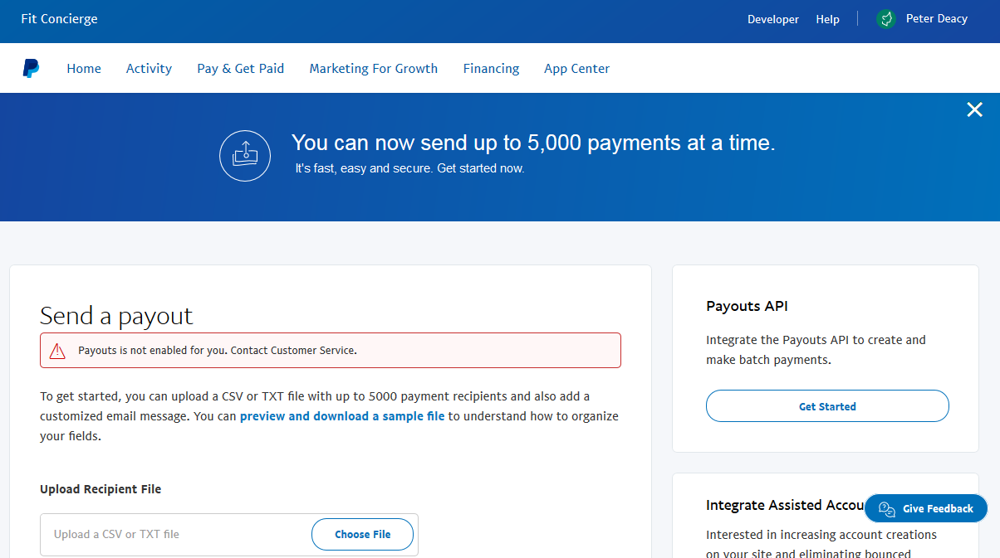 Fit Concierge
Developer
Help
Peter Deacy
Home
Activity
Pay & Get Paid
Marketing For Growth
Financing
App Center
You can now send up to 5,000 payments at a time.
It's fast, easy and secure. Get started now.
Send a payout
Payouts is not enabled for you. Contact Customer Service.
To get started, you can upload a CSV or TXT file with up to 5000 payment recipients and also add a
customized email message. You can preview and download a sample file to understand how to organize
your fields.
Upload Recipient File
Upload a CSV or TXT file
Choose File
Payouts API
Integrate the Payouts API to create and
make batch payments.
Get Started
Integrate Assisted Accou
Give Feedback
Interested in increasing account creations
on your site and eliminating bounced